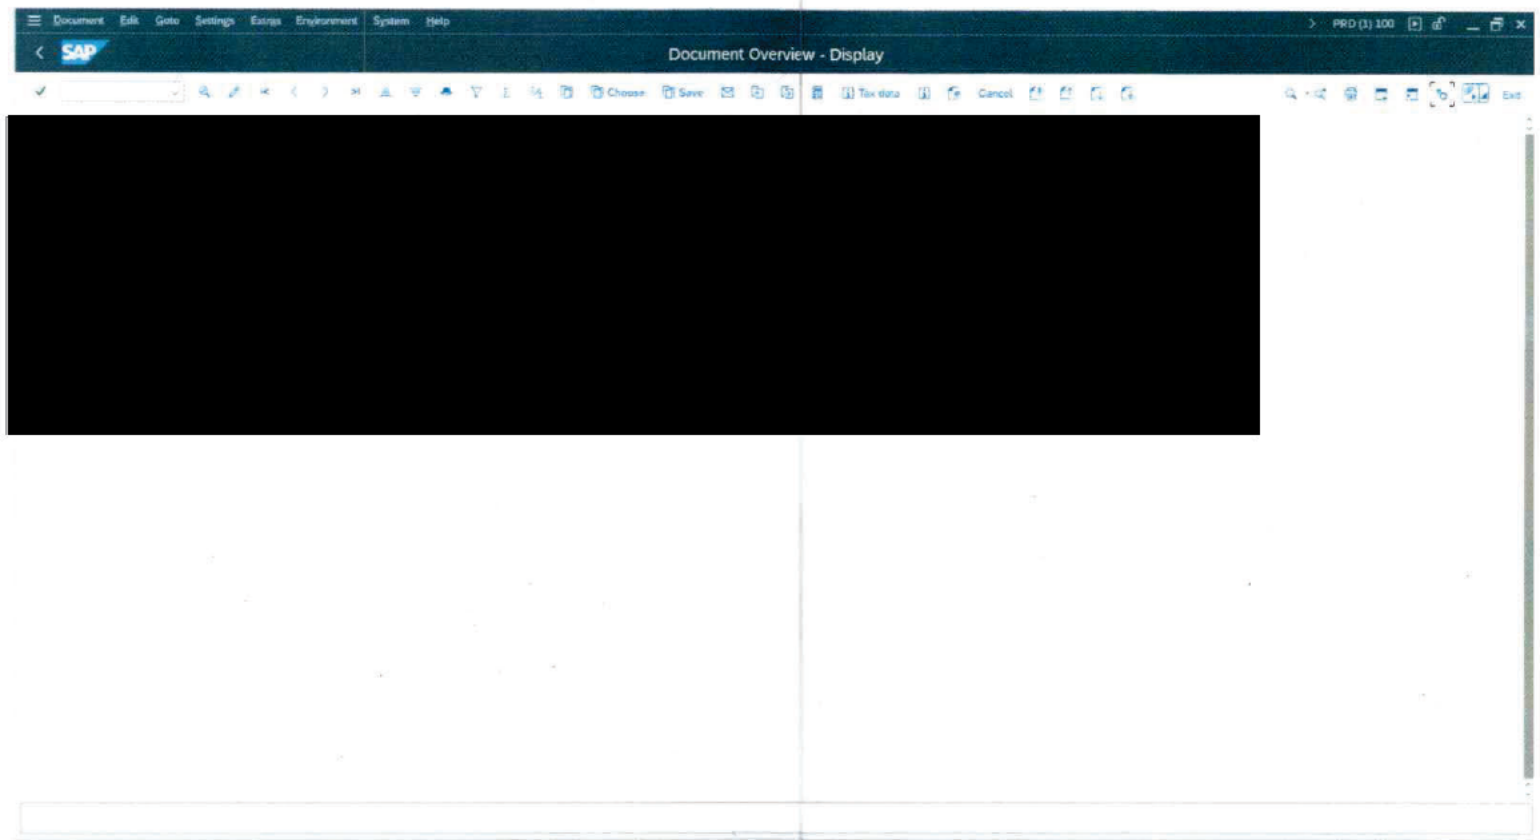 Document Edit Goto Settings Extras Environment System Help > PRD (1) 100
SAP Document Overview - Display
Choose Save Tax data Cancel Exit